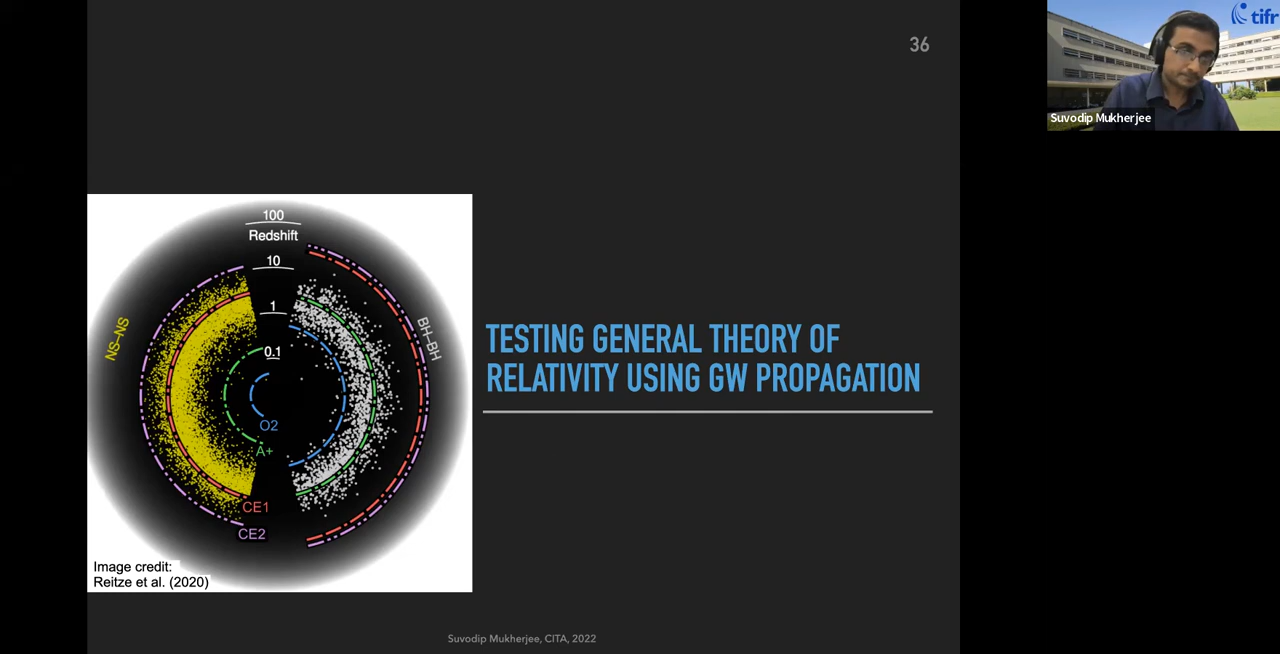 36
tifr
Suvodip Mukherjee
100
Redshift
10
1
0.1
NS–NS
BH–BH
O2
A+
CE1
CE2
Image credit:
Reitze et al. (2020)
TESTING GENERAL THEORY OF
RELATIVITY USING GW PROPAGATION
Suvodip Mukherjee, CITA, 2022